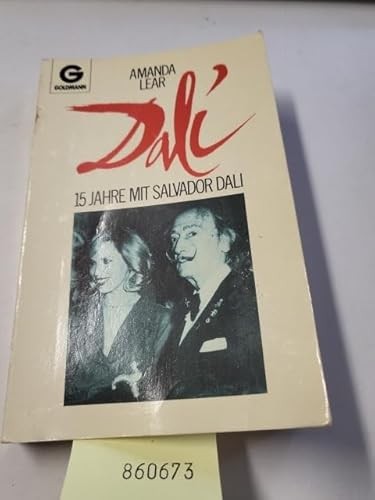 G
GOLDMANN
AMANDA
LEAR
Dalí
15 JAHRE MIT SALVADOR DALI
860673